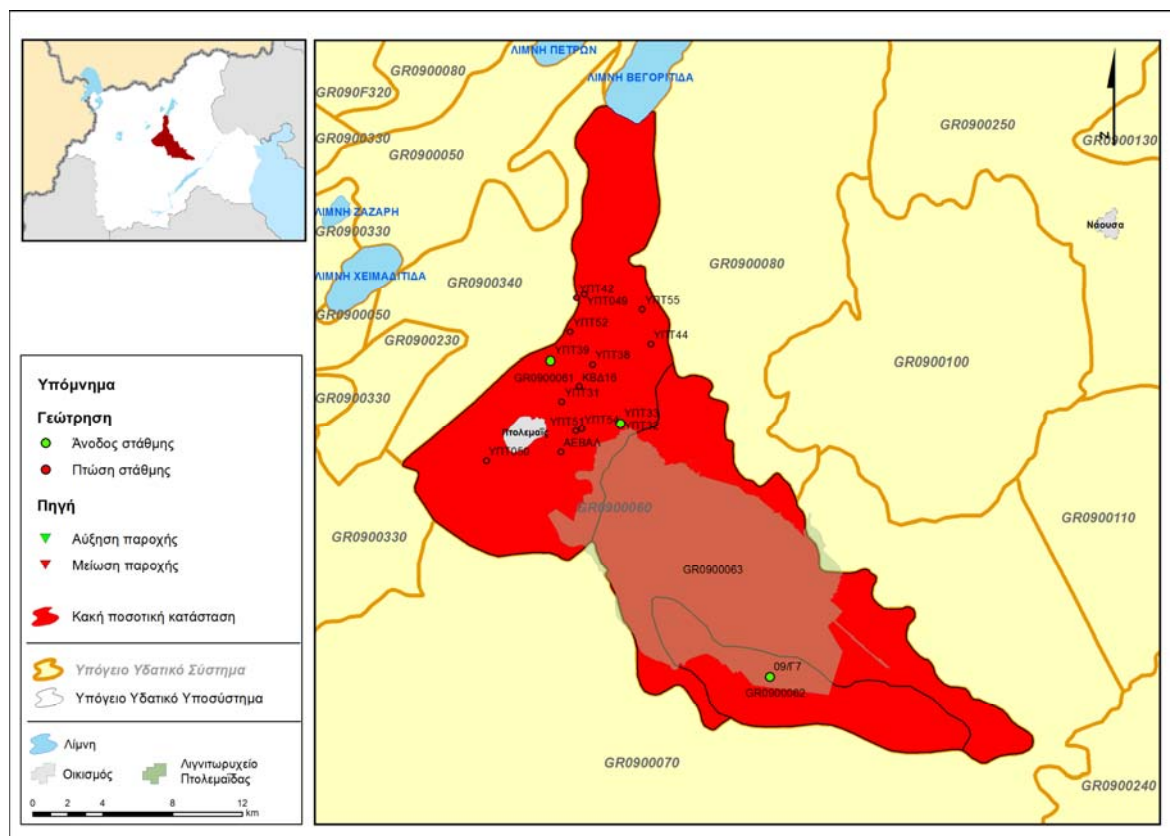 ΛΙΜΝΗ ΠΕΤΡΩΝ
ΛΙΜΝΗ ΒΕΓΟΡΙΤΙΔΑ
GR0900080
GR090F320
GR0900330
GR0900050
GR0900250
GR0900130
N
ΛΙΜΝΗ ΖΑΖΑΡΗ
GR0900330
Νάουσα
ΛΙΜΝΗ ΧΕΙΜΑΔΙΤΙΔΑ
GR0900340
GR0900080
ΥΠΤ42
ΥΠΤ049
ΥΠΤ55
GR0900050
ΥΠΤ52
GR0900230
ΥΠΤ44
ΥΠΤ39
ΥΠΤ38
GR0900100
GR0900061
ΚΒΔ16
GR0900330
ΥΠΤ31
ΥΠΤ51
ΥΠΤ54
ΥΠΤ33
ΥΠΤ32
Πτολεμαΐς
ΑΕΒΑΛ
ΥΠΤ050
GR0900060
GR0900110
GR0900330
GR0900063
09/Γ7
GR0900062
GR0900070
GR0900240
Υπόμνημα
Γεώτρηση
Άνοδος στάθμης
Πτώση στάθμης
Πηγή
Αύξηση παροχής
Μείωση παροχής
Κακή ποσοτική κατάσταση
Υπόγειο Υδατικό Σύστημα
Υπόγειο Υδατικό Υποσύστημα
Λίμνη
Οικισμός
Λιγνιτωρυχείο
Πτολεμαΐδας
0 2 4 8 12
km